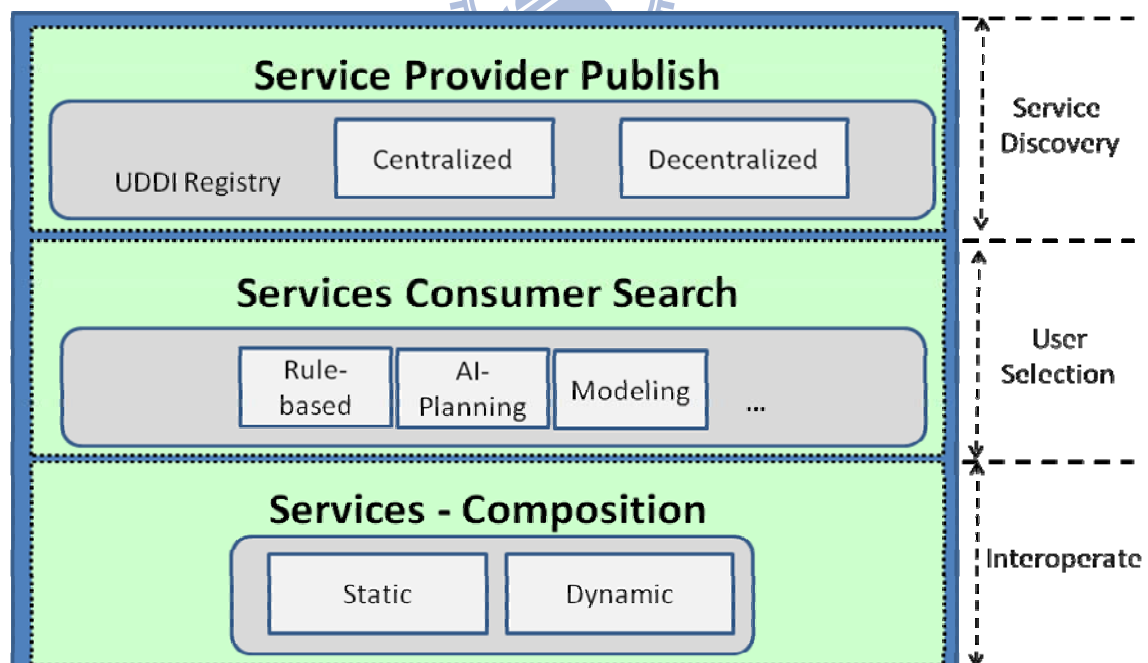 Service Provider Publish
UDDI Registry
Centralized
Decentralized
Service
Discovery
Services Consumer Search
Rule-
based
AI-
Planning
Modeling
...
User
Selection
Services - Composition
Static
Dynamic
Interoperate